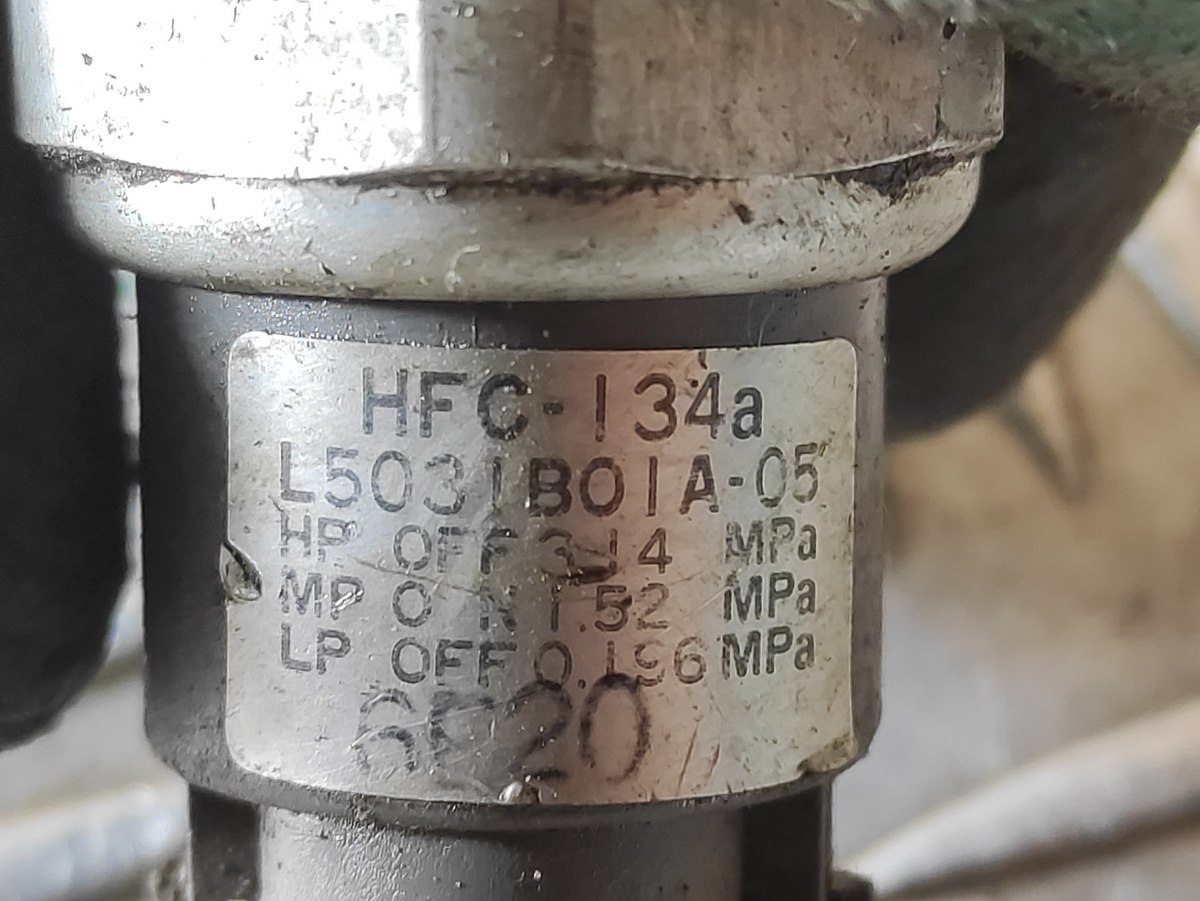 HFC-134a
L5031B01A-05
HP OFF 3.14 MPa
MP ON 1.52 MPa
LP OFF 0.196 MPa